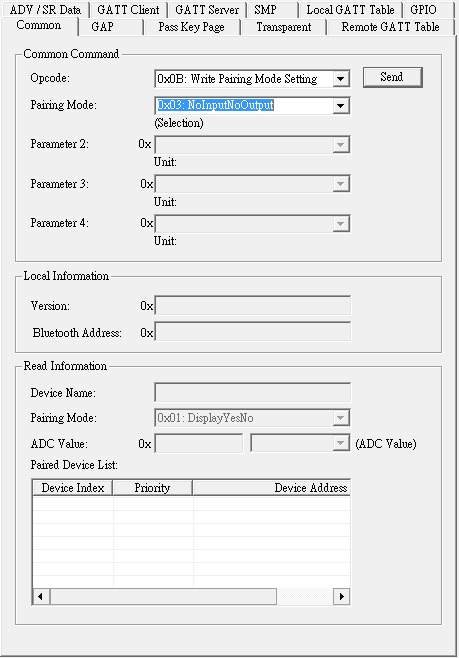 ADV / SR Data GATT Client GATT Server SMP Local GATT Table GPIO
Common GAP Pass Key Page Transparent Remote GATT Table
Common Command
Opcode: 0x0B: Write Pairing Mode Setting Send
Pairing Mode: 0x03: NoInputNoOutput
(Selection)
Parameter 2: 0x
Unit:
Parameter 3: 0x
Unit:
Parameter 4: 0x
Unit:
Local Information
Version: 0x
Bluetooth Address: 0x
Read Information
Device Name:
Pairing Mode: 0x01: DisplayYesNo
ADC Value: 0x (ADC Value)
Paired Device List:
Device Index Priority Device Address